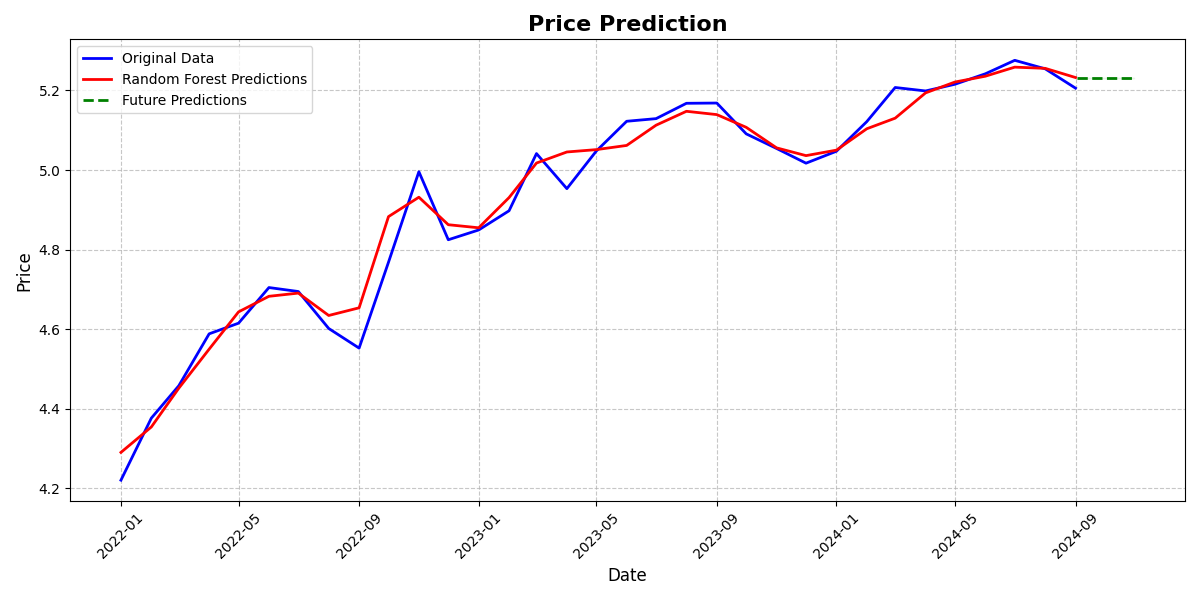 Price Prediction
Original Data
Random Forest Predictions
Future Predictions
Price
5.2
5.0
4.8
4.6
4.4
4.2
2022-01
2022-05
2022-09
2023-01
2023-05
2023-09
2024-01
2024-05
2024-09
Date